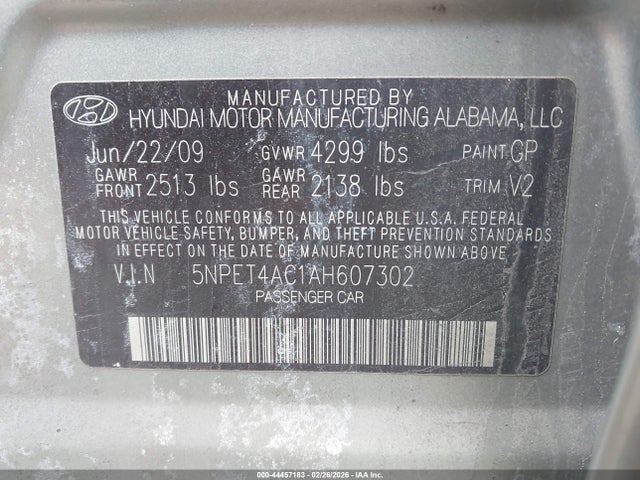 MANUFACTURED BY
HYUNDAI MOTOR MANUFACTURING ALABAMA, LLC
Jun/22/09 GVWR 4299 lbs PAINT GP
GAWR FRONT 2513 lbs GAWR REAR 2138 lbs TRIM V2
THIS VEHICLE CONFORMS TO ALL APPLICABLE U.S.A. FEDERAL
MOTOR VEHICLE SAFETY, BUMPER, AND THEFT PREVENTION STANDARDS
IN EFFECT ON THE DATE OF MANUFACTURE SHOWN ABOVE
V.I.N 5NPET4AC1AH607302
PASSENGER CAR
000-44457183 - 02/26/2026 - IAAI.COM